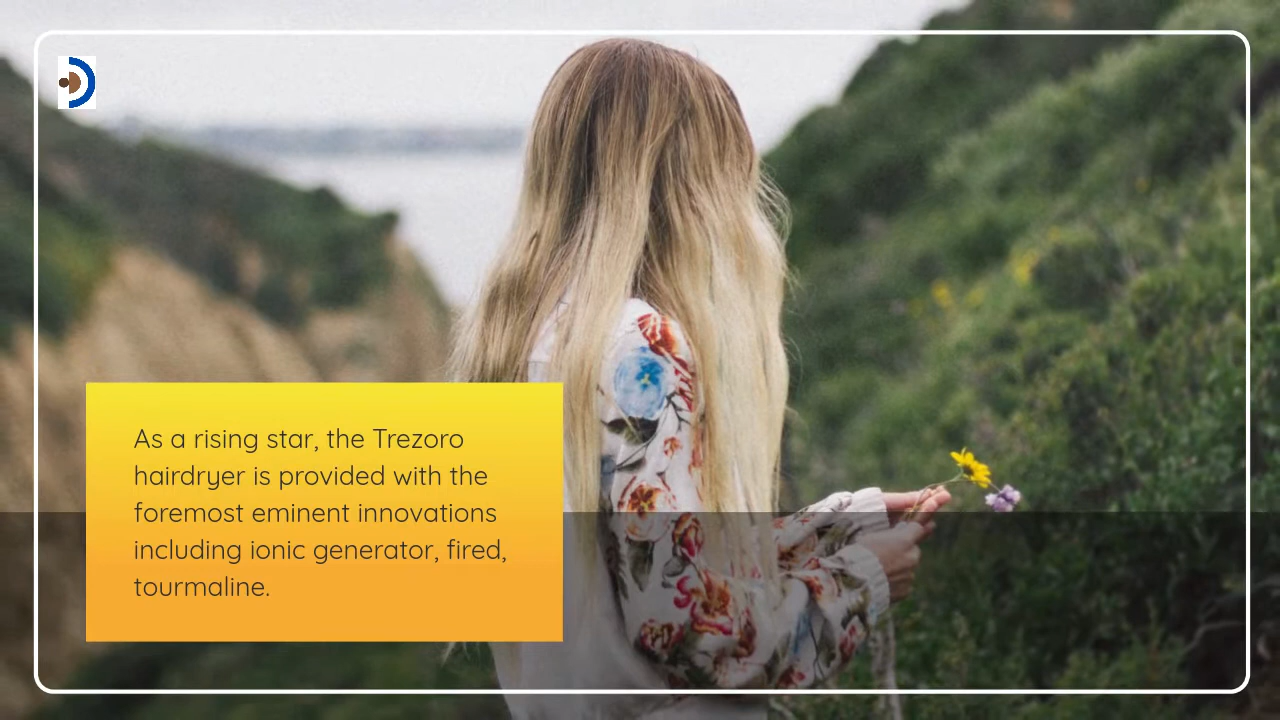 As a rising star, the Trezoro
hairdryer is provided with the
foremost eminent innovations
including ionic generator, fired,
tourmaline.